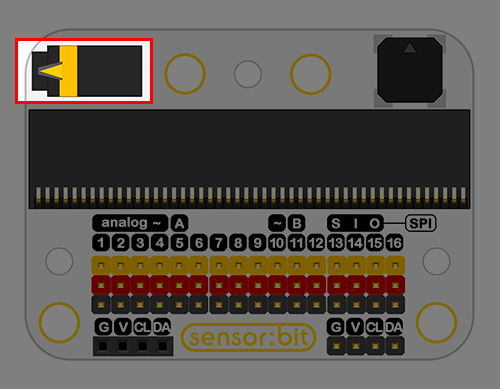 analog ~ A ~ B S I O SPI
1 2 3 4 5 6 7 8 9 10 11 12 13 14 15 16
G V CL DA sensor:bit G V CL DA